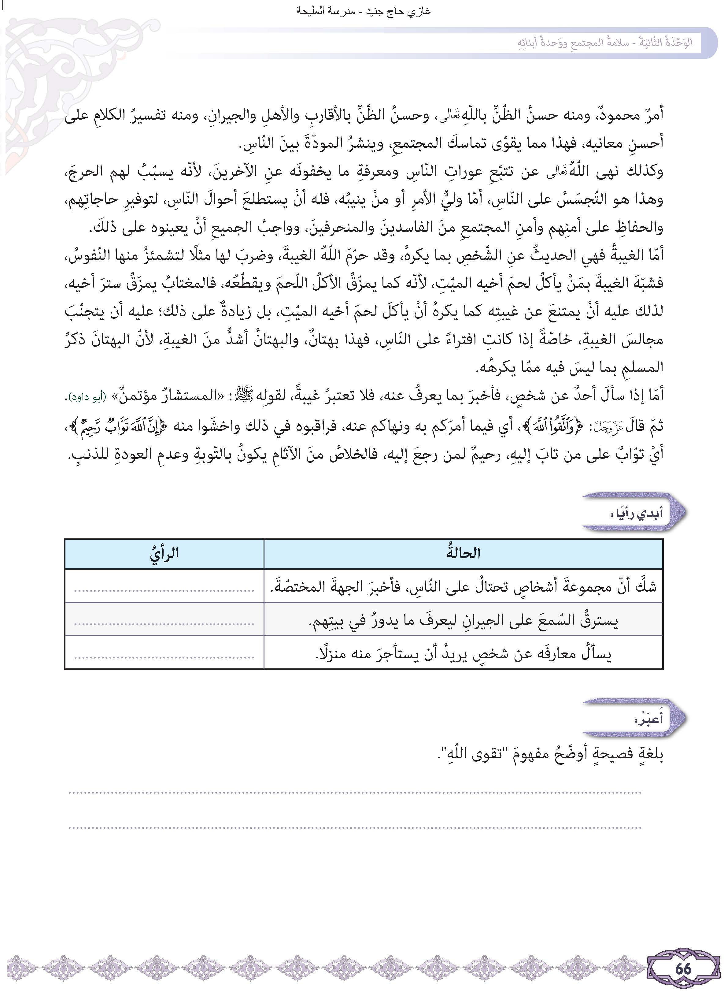 غازي حاج جنيد - مدرسة المليحة
الوَحْدَةُ الثّانيَةُ - سلامةُ المجتمعِ ووَحدةُ أبنائِهِ
أمرٌ محمودٌ، ومنه حسنُ الظّنِّ باللّهِ تَعَالَى، وحسنُ الظّنِّ بالأقاربِ والأهلِ والجيرانِ، ومنه تفسيرُ الكلامِ على
أحسنِ معانيه، فهذا مما يقوّى تماسكَ المجتمعِ، وينشرُ المودّةَ بينَ النّاسِ.
وكذلك نهى اللّهُ تَعَالَى عن تتبّعِ عوراتِ النّاسِ ومعرفةِ ما يخفونَه عنِ الآخرينَ، لأنّه يسبّبُ لهم الحرجَ،
وهذا هو التّجسّسُ على النّاسِ، أمّا وليُّ الأمرِ أو منْ ينيبُه، فله أنْ يستطلعَ أحوالَ النّاسِ، لتوفيرِ حاجاتِهم،
والحفاظِ على أمنِهم وأمنِ المجتمعِ منَ الفاسدينَ والمنحرفينَ، وواجبُ الجميعِ أنْ يعينوه على ذلكَ.
أمّا الغيبةُ فهي الحديثُ عنِ الشّخصِ بما يكرهُ، وقد حرّمَ اللّهُ الغيبةَ، وضربَ لها مثلًا لتشمئزَّ منها النّفوسُ،
فشبّهَ الغيبةَ بمَنْ يأكلُ لحمَ أخيه الميّتِ، لأنّه كما يمزّقُ الأكلُ اللّحمَ ويقطّعُه، فالمغتابُ يمزّقُ سترَ أخيه،
لذلك عليه أنْ يمتنعَ عن غيبتِه كما يكرهُ أنْ يأكلَ لحمَ أخيه الميّتِ، بل زيادةٌ على ذلك؛ عليه أن يتجنّبَ
مجالسَ الغيبةِ، خاصّةً إذا كانتِ افتراءً على النّاسِ، فهذا بهتانٌ، والبهتانُ أشدُّ منَ الغيبةِ، لأنّ البهتانَ ذكرُ
المسلمِ بما ليسَ فيه ممّا يكرهُه.
أمّا إذا سألَ أحدٌ عن شخصٍ، فأخبرَ بما يعرفُ عنه، فلا تعتبرُ غيبةً، لقولِه ﷺ: «المستشارُ مؤتمنٌ» (أبو داود).
ثمّ قالَ عَزَّوَجَلَّ: ﴿وَٱتَّقُواْ ٱللَّهَ﴾، أي فيما أمرَكم به ونهاكم عنه، فراقبوه في ذلك واخشَوا منه ﴿إِنَّ ٱللَّهَ تَوَّابٌ رَّحِيمٌ﴾،
أيْ توّابٌ على من تابَ إليهِ، رحيمٌ لمن رجعَ إليه، فالخلاصُ منَ الآثامِ يكونُ بالتّوبةِ وعدمِ العودةِ للذنبِ.
أبدي رأيًا:
الحالةُ الرأيُ
شكَّ أنّ مجموعةَ أشخاصٍ تحتالُ على النّاسِ، فأخبرَ الجهةَ المختصّةَ.
يسترقُ السّمعَ على الجيرانِ ليعرفَ ما يدورُ في بيتِهم.
يسألُ معارفَه عن شخصٍ يريدُ أن يستأجرَ منه منزلًا.
أُعبّرُ:
بلغةٍ فصيحةٍ أوضّحُ مفهومَ "تقوى اللّهِ".
66